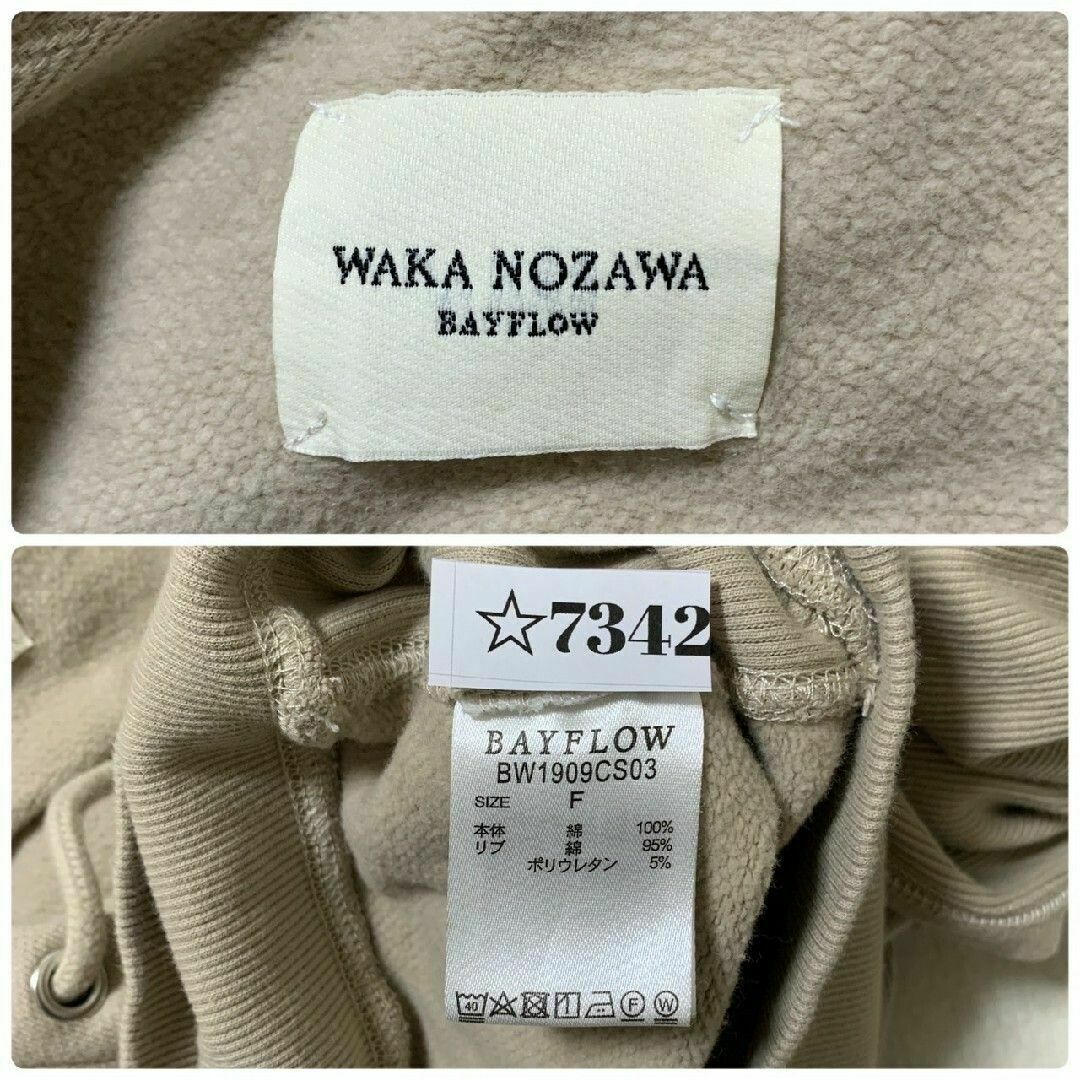 WAKA NOZAWA
BAYFLOW
☆7342
BAYFLOW
BW1909CS03
SIZE F
本体 綿 100%
リブ 綿 95%
ポリウレタン 5%
40 F W